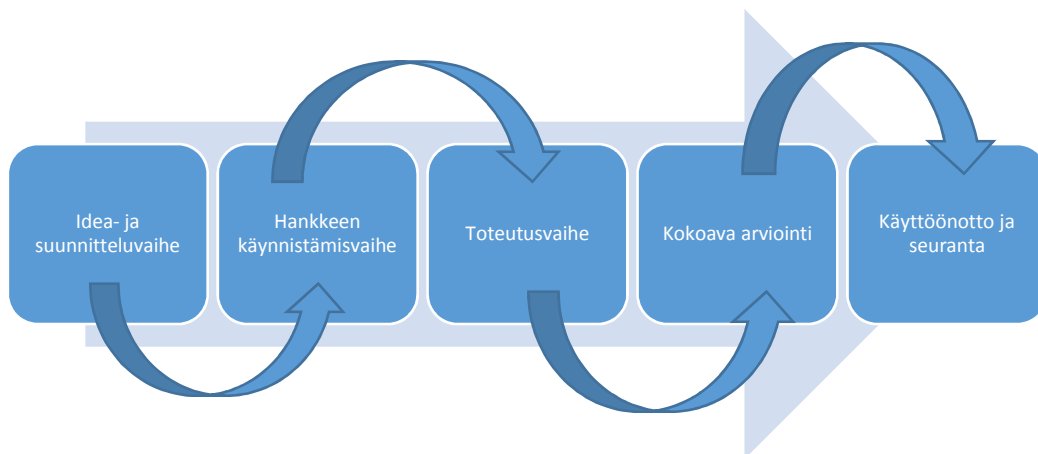 Idea- ja
suunnitteluvaihe
Hankkeen
käynnistämisvaihe
Toteutusvaihe
Kokoava arviointi
Käyttöönotto ja
seuranta